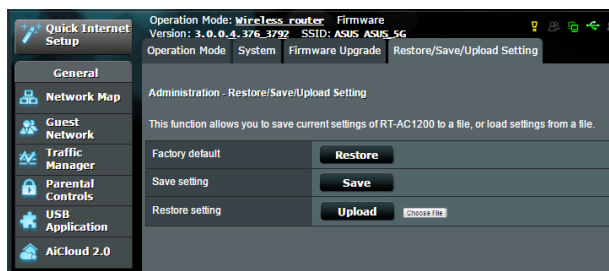 Quick Internet
Setup
General
Network Map
Guest
Network
Traffic
Manager
Parental
Controls
USB
Application
AiCloud 2.0
Operation Mode: Wireless router Firmware
Version: 3.0.0.4.376_3792 SSID: ASUS ASUS_5G
Operation Mode System Firmware Upgrade Restore/Save/Upload Setting
Administration - Restore/Save/Upload Setting
This function allows you to save current settings of RT-AC1200 to a file, or load settings from a file.
Factory default Restore
Save setting Save
Restore setting Upload Choose File